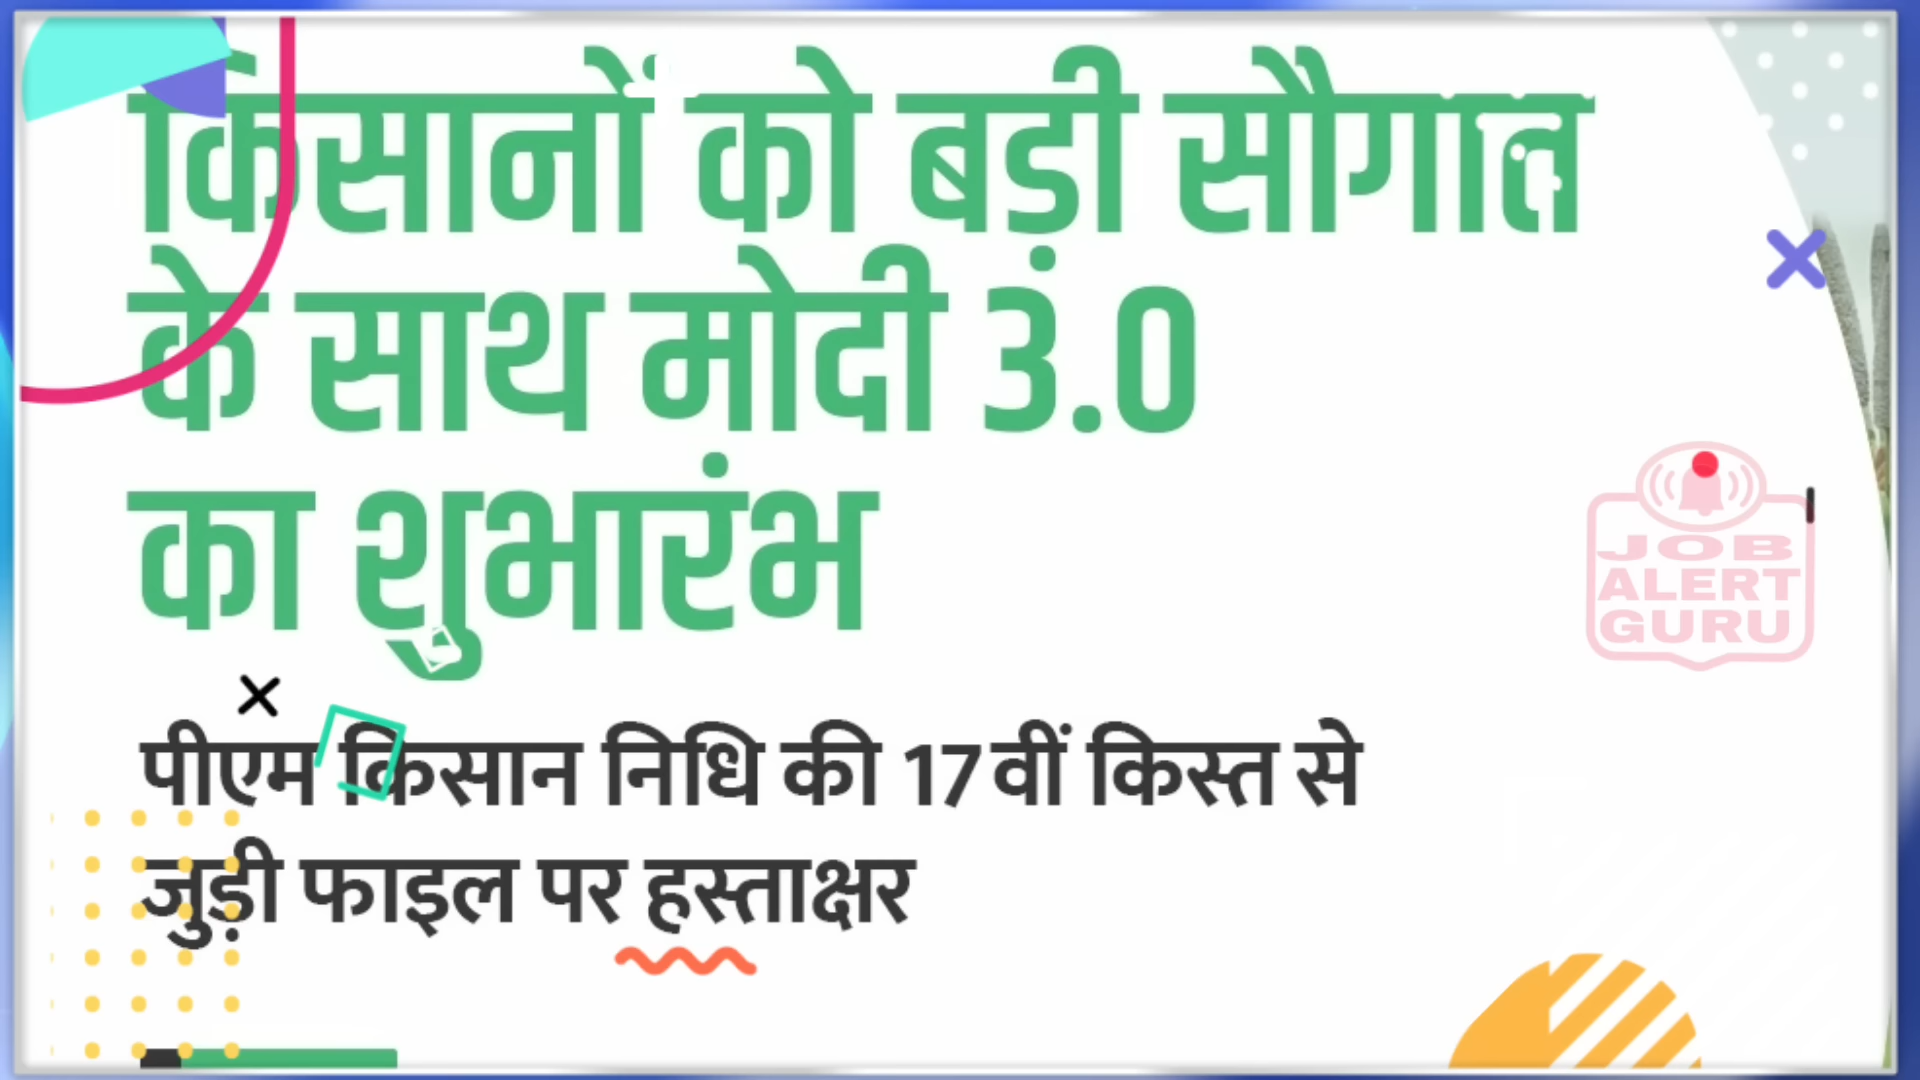 किसानों को बड़ी सौगात
के साथ मोदी 3.0
का शुभारंभ
पीएम किसान निधि की 17वीं किस्त से
जुड़ी फाइल पर हस्ताक्षर
JOB
ALERT
GURU